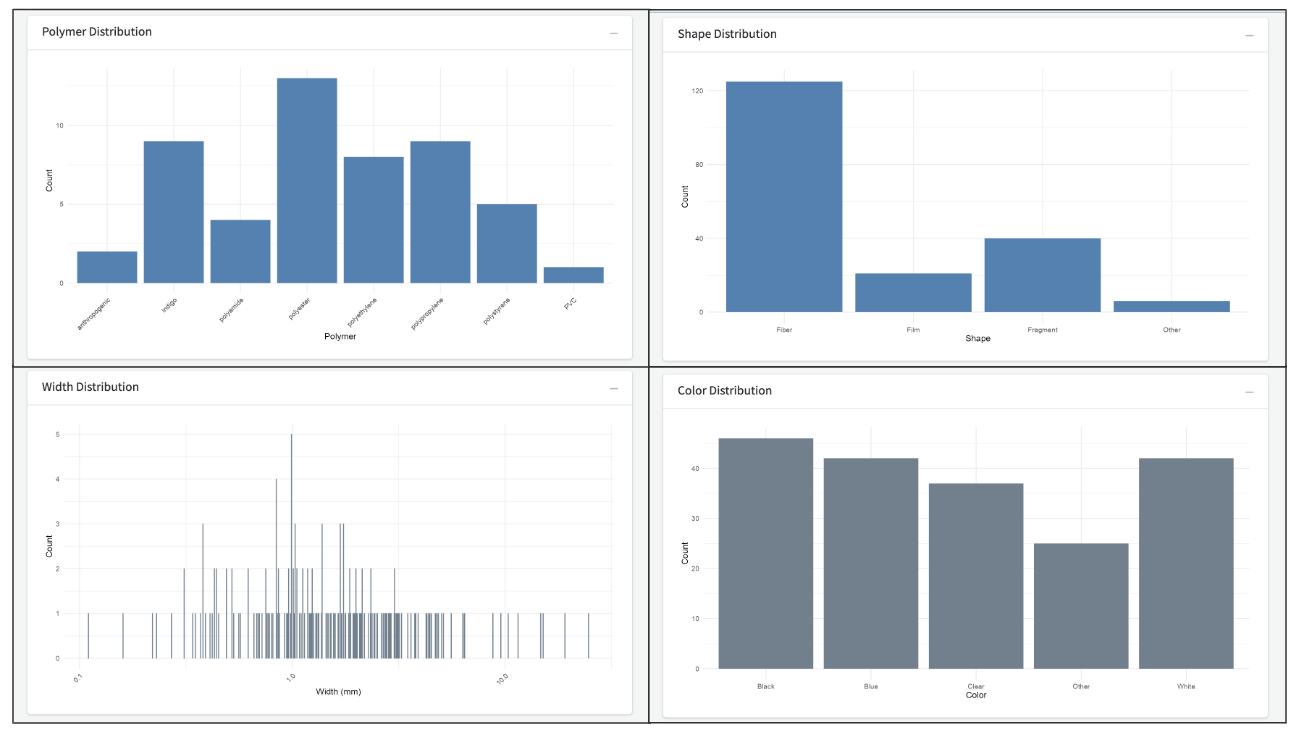 Polymer Distribution
—
10
5
0
Count
anthropogenic
indigo
polyamide
polyester
polyethylene
polypropylene
polystyrene
PVC
Polymer
Shape Distribution
—
120
80
40
0
Count
Fiber
Film
Fragment
Other
Shape
Width Distribution
—
5
4
3
2
1
0
Count
0.1
1.0
10.0
Width (mm)
Color Distribution
—
40
30
20
10
0
Count
Black
Blue
Clear
Other
White
Color